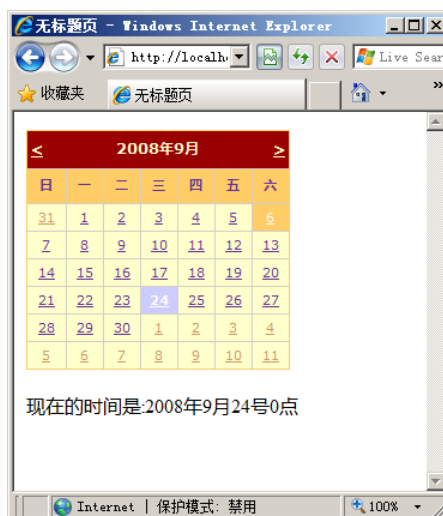 无标题页 - Windows Internet Explorer
http://localh
Live Sear
收藏夹 无标题页 »
< 2008年9月 >
日 一 二 三 四 五 六
31 1 2 3 4 5 6
7 8 9 10 11 12 13
14 15 16 17 18 19 20
21 22 23 24 25 26 27
28 29 30 1 2 3 4
5 6 7 8 9 10 11
现在的时间是:2008年9月24号0点
Internet | 保护模式: 禁用 100%